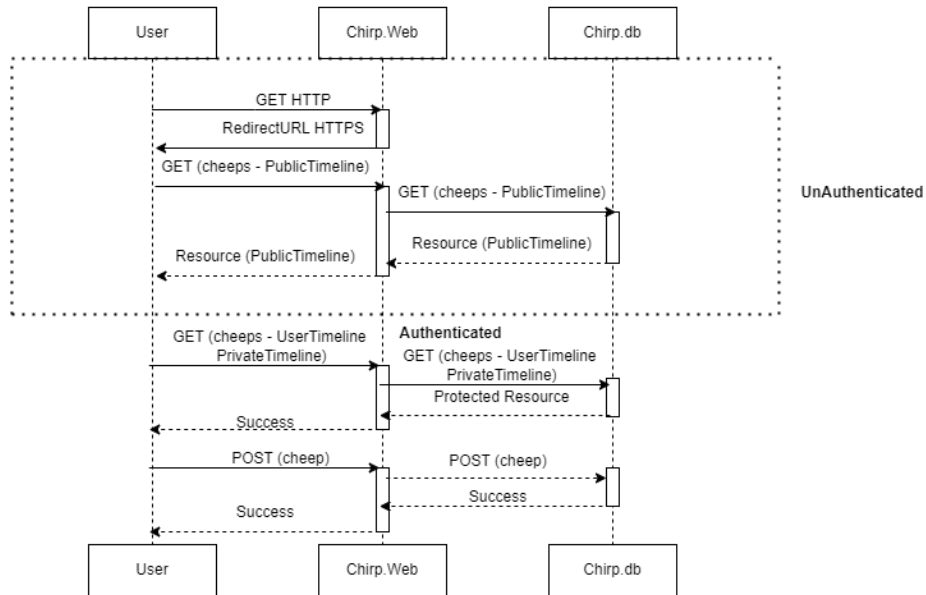 User
Chirp.Web
Chirp.db
GET HTTP
RedirectURL HTTPS
GET (cheeps - PublicTimeline)
GET (cheeps - PublicTimeline)
UnAuthenticated
Resource (PublicTimeline)
Resource (PublicTimeline)
Authenticated
GET (cheeps - UserTimeline
PrivateTimeline)
GET (cheeps - UserTimeline
PrivateTimeline)
Protected Resource
Success
POST (cheep)
POST (cheep)
Success
Success
User
Chirp.Web
Chirp.db